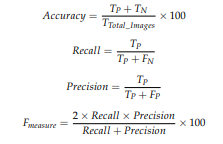 Accuracy = (T_P + T_N) / T_Total_Images × 100
Recall = T_P / (T_P + F_N)
Precision = T_P / (T_P + F_P)
F_measure = (2 × Recall × Precision) / (Recall + Precision) × 100